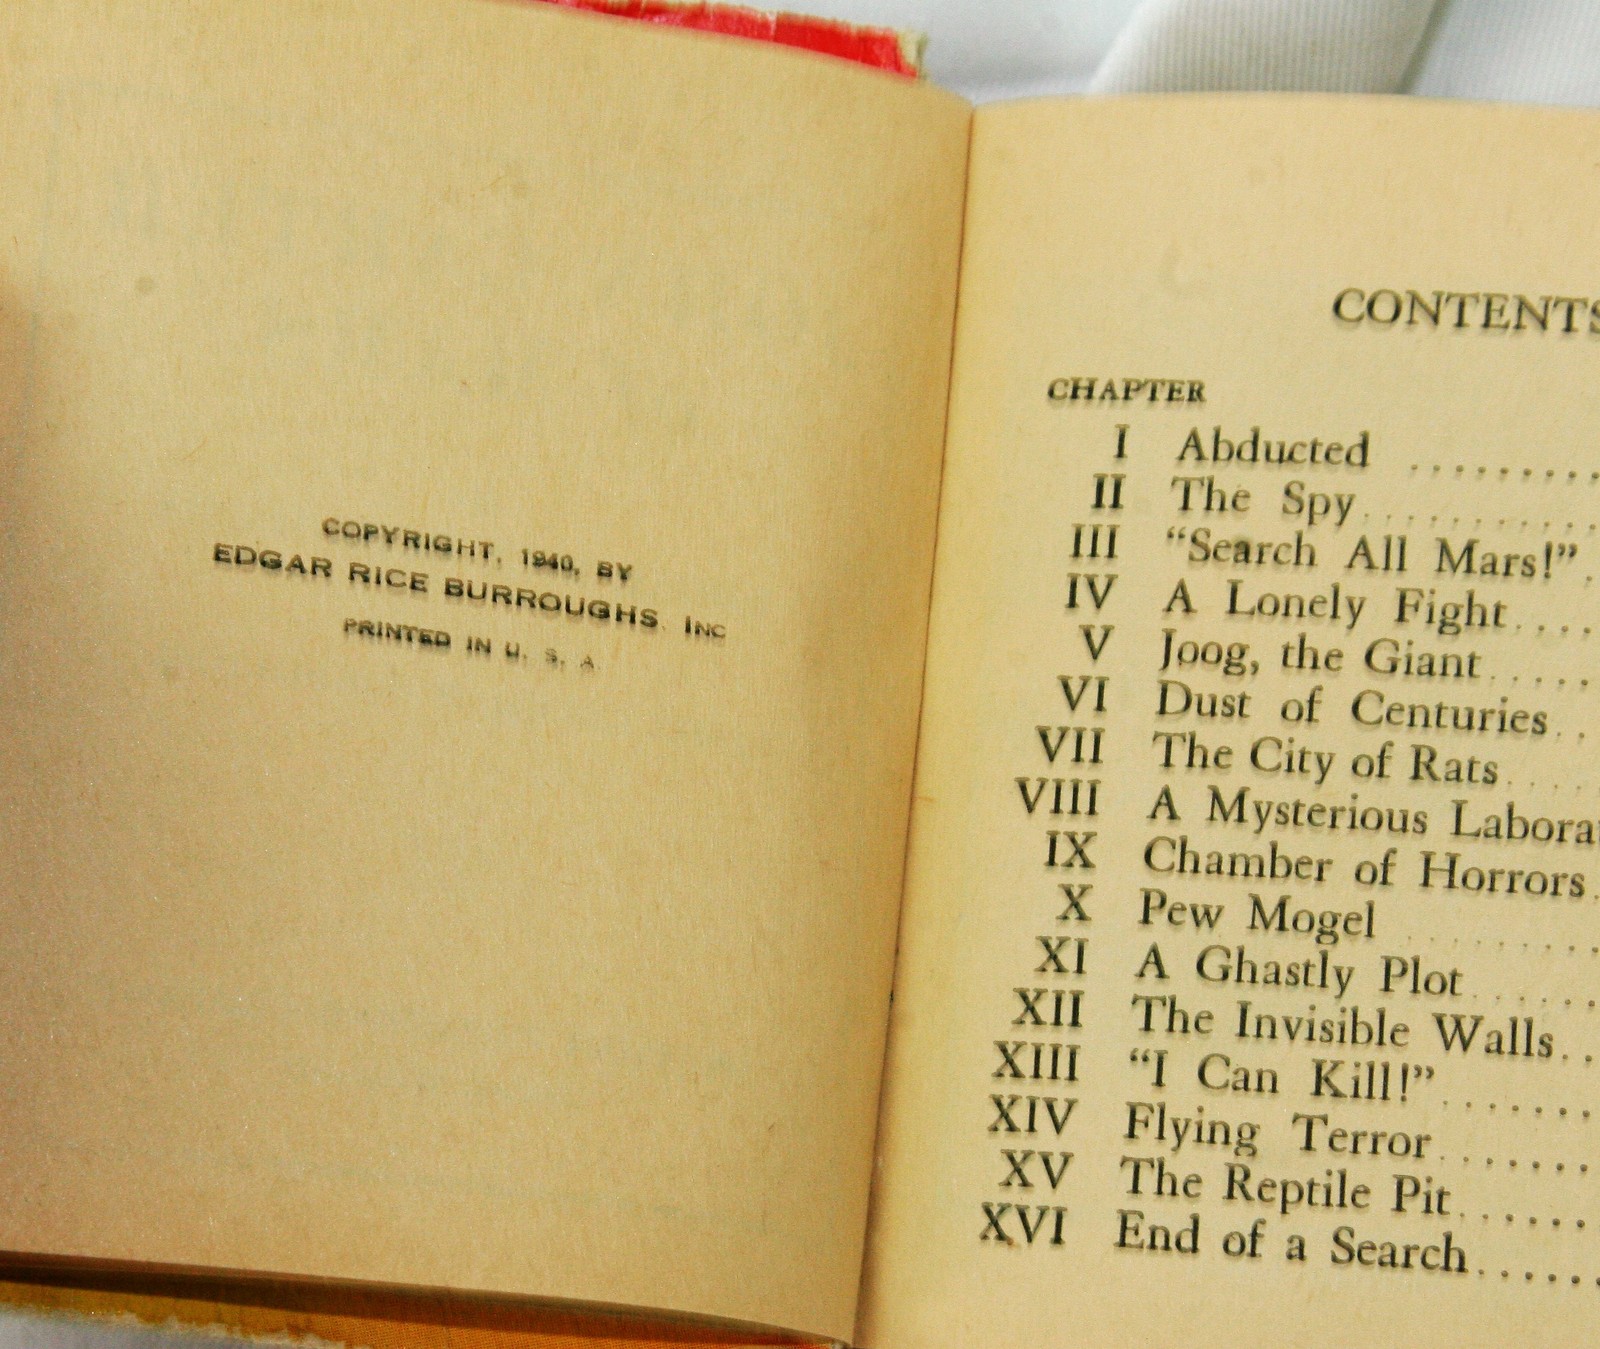 COPYRIGHT, 1940, BY
EDGAR RICE BURROUGHS, INC
PRINTED IN U. S. A.
CONTENTS
CHAPTER
I Abducted ........
II The Spy ..........
III "Search All Mars!" .
IV A Lonely Fight ....
V Joog, the Giant .....
VI Dust of Centuries . .
VII The City of Rats ....
VIII A Mysterious Labora
IX Chamber of Horrors .
X Pew Mogel ........
XI A Ghastly Plot ......
XII The Invisible Walls . .
XIII "I Can Kill!" .......
XIV Flying Terror .......
XV The Reptile Pit ......
XVI End of a Search ......